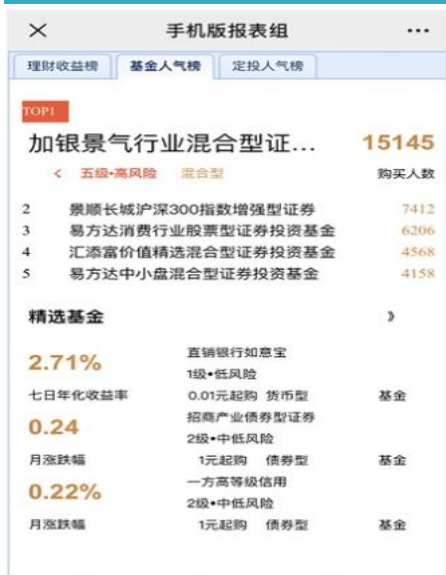 × 手机版报表组 ···
理财收益榜 基金人气榜 定投人气榜
TOP1
加银景气行业混合型证... 15145
< 五级•高风险 混合型 购买人数
2 景顺长城沪深300指数增强型证券 7412
3 易方达消费行业股票型证券投资基金 6206
4 汇添富价值精选混合型证券投资基金 4568
5 易方达中小盘混合型证券投资基金 4158
精选基金 》
2.71% 直销银行如意宝
1级•低风险
七日年化收益率 0.01元起购 货币型 基金
0.24 招商产业债券型证券
2级•中低风险
月涨跌幅 1元起购 债券型 基金
0.22% 一方高等级信用
2级•中低风险
月涨跌幅 1元起购 债券型 基金